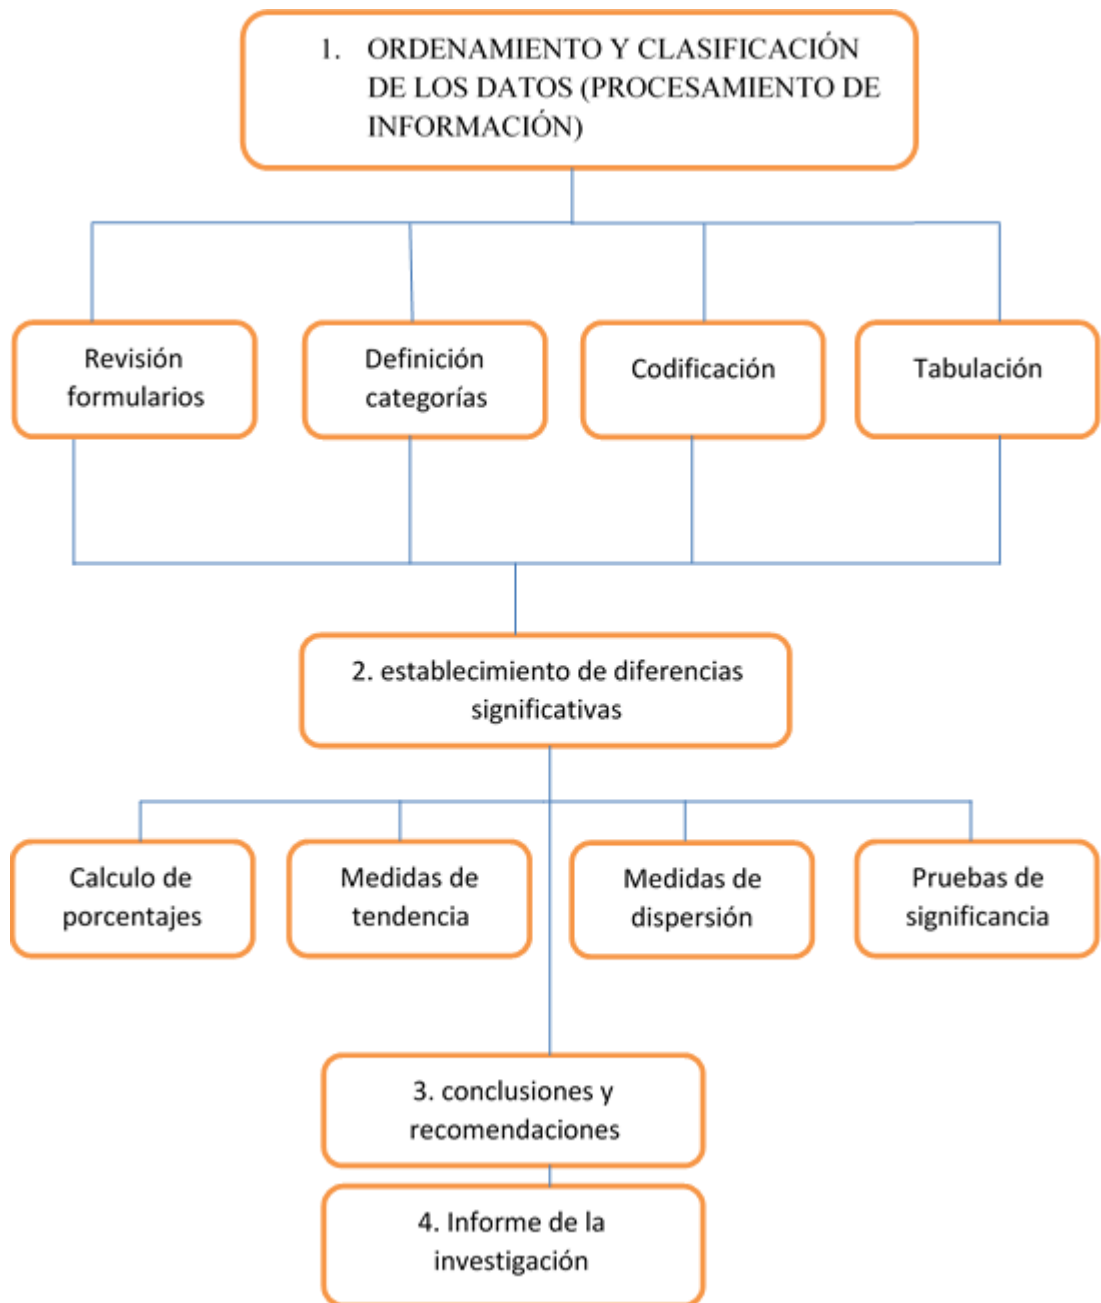 1. ORDENAMIENTO Y CLASIFICACIÓN
DE LOS DATOS (PROCESAMIENTO DE
INFORMACIÓN)
Revisión
formularios
Definición
categorías
Codificación
Tabulación
2. establecimiento de diferencias
significativas
Calculo de
porcentajes
Medidas de
tendencia
Medidas de
dispersión
Pruebas de
significancia
3. conclusiones y
recomendaciones
4. Informe de la
investigación